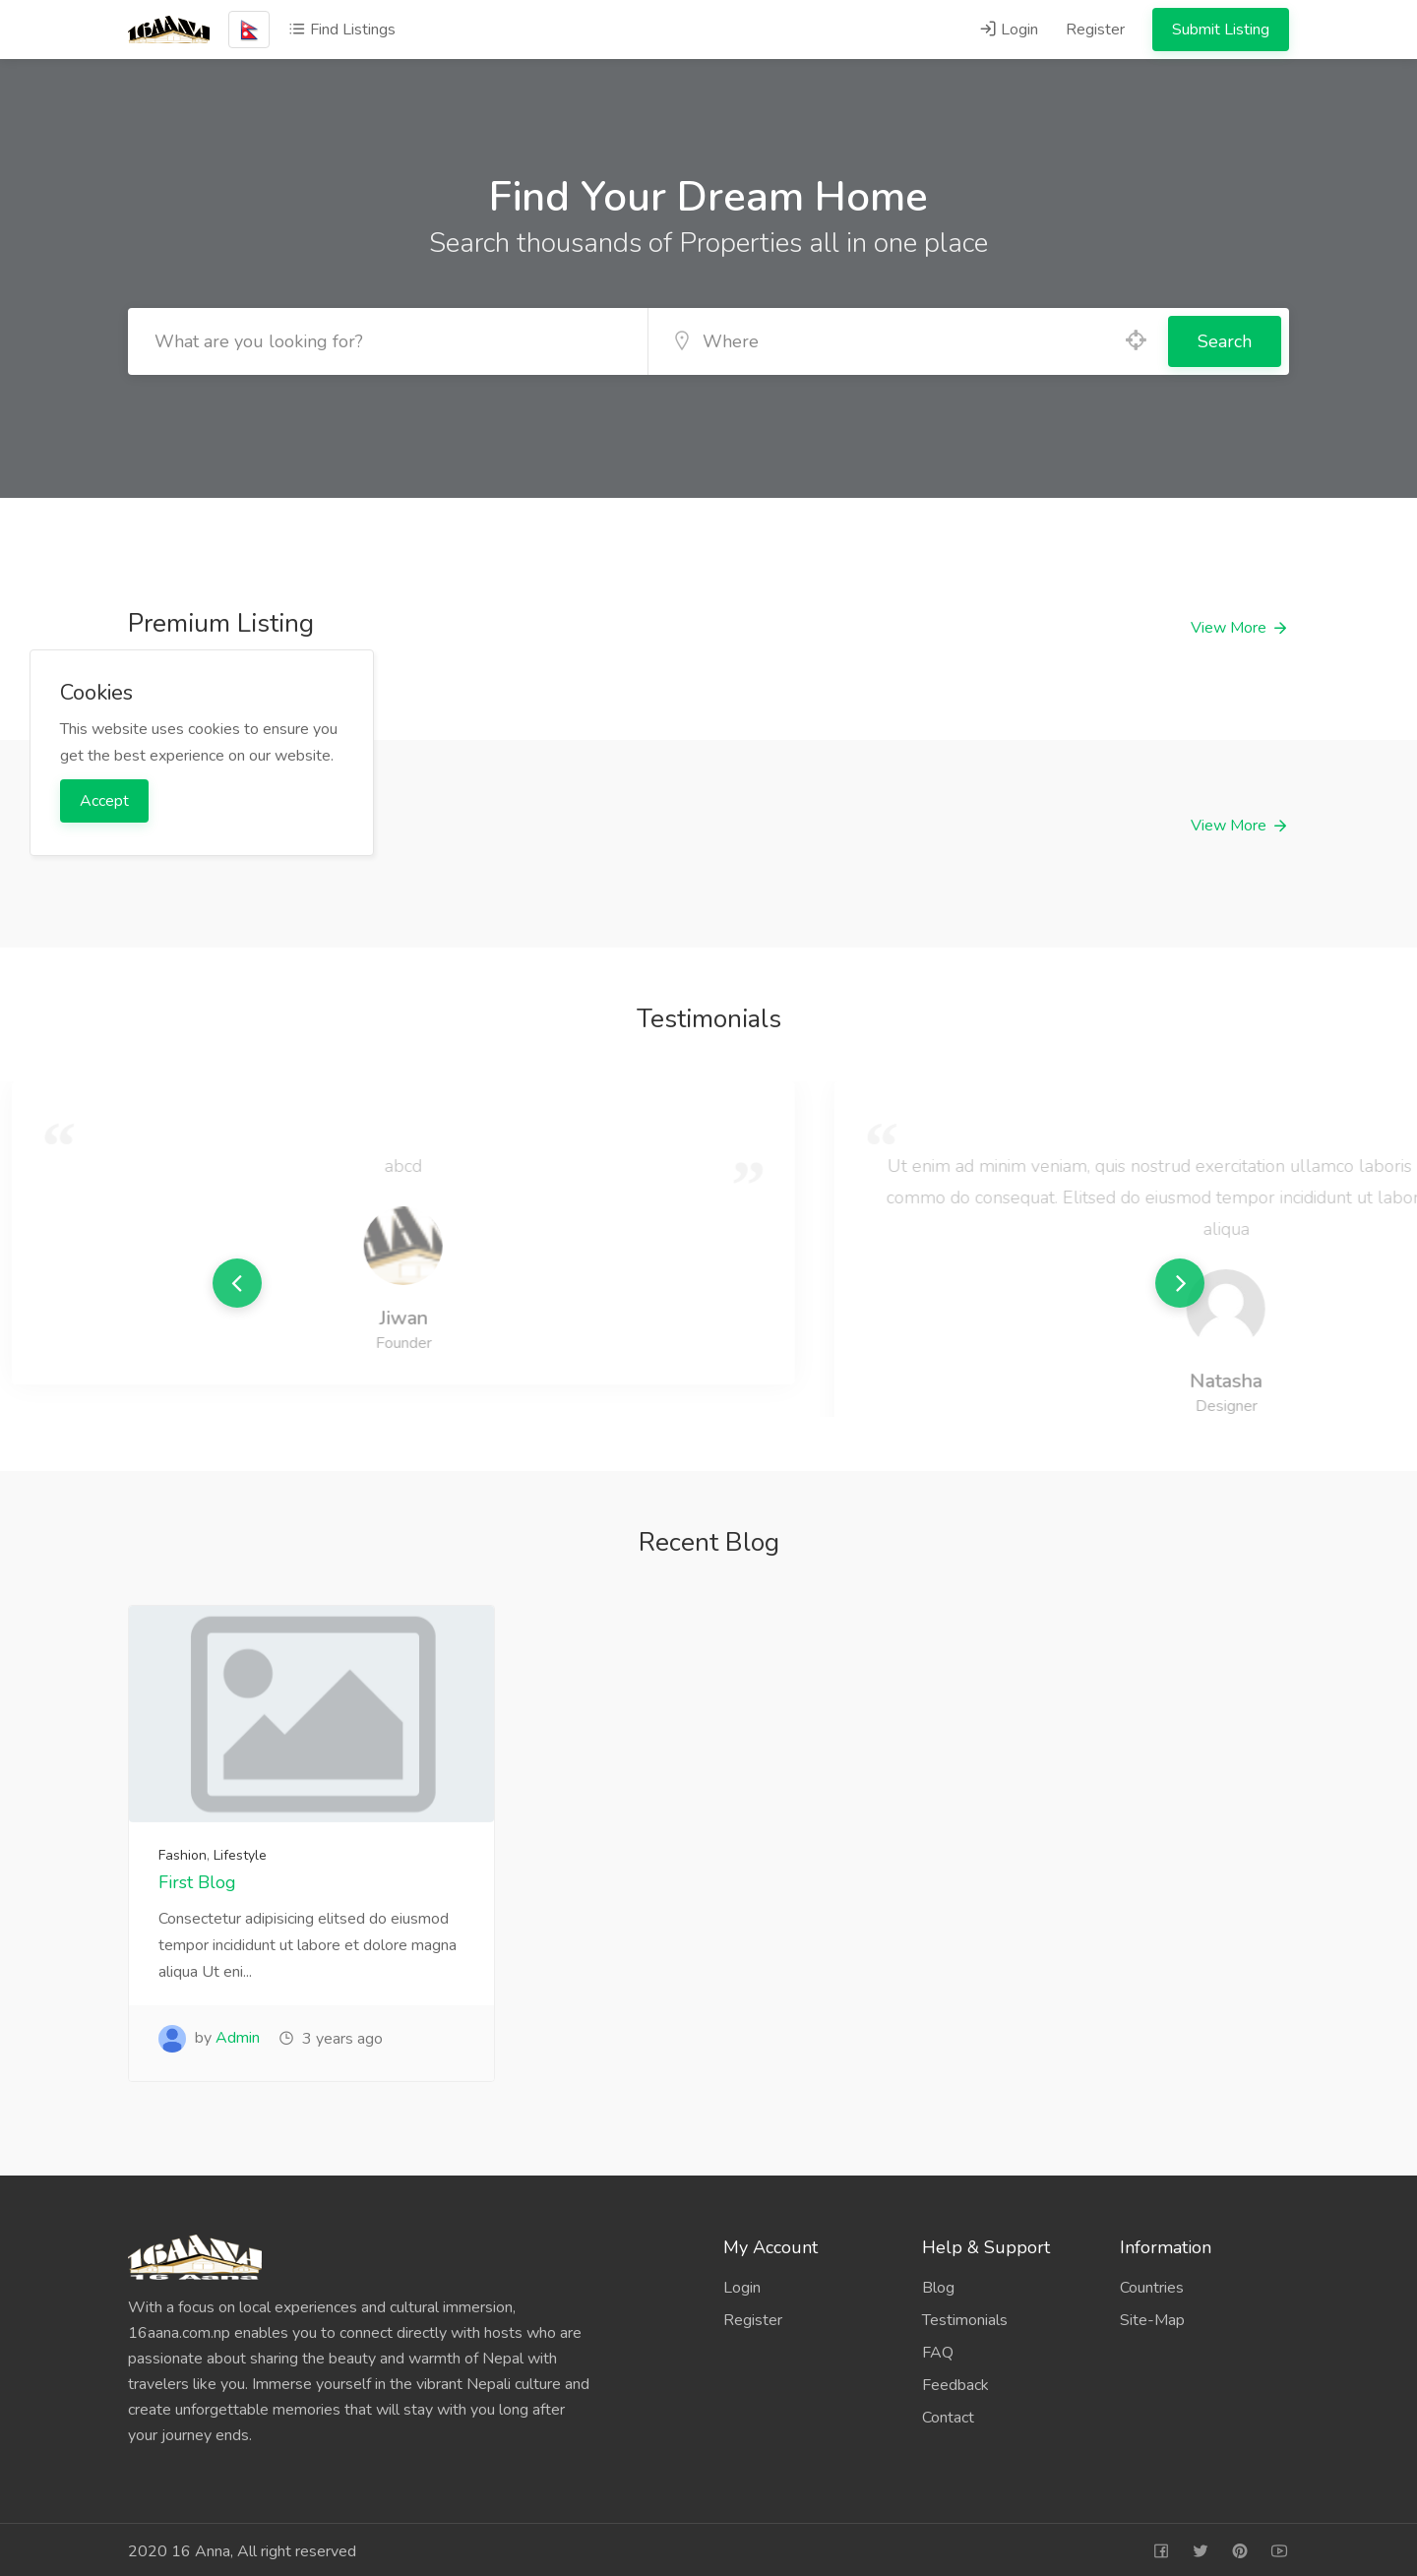 16AANA
Find Listings
Login
Register
Submit Listing
Find Your Dream Home
Search thousands of Properties all in one place
What are you looking for?
Where
Search
Premium Listing
View More
Cookies
This website uses cookies to ensure you
get the best experience on our website.
Accept
View More
Testimonials
“
abcd
”
Jiwan
Founder
“
Ut enim ad minim veniam, quis nostrud exercitation ullamco laboris
commo do consequat. Elitsed do eiusmod tempor incididunt ut labor
aliqua
Natasha
Designer
Recent Blog
Fashion, Lifestyle
First Blog
Consectetur adipisicing elitsed do eiusmod
tempor incididunt ut labore et dolore magna
aliqua Ut eni...
by Admin
3 years ago
16AANA
16 Aana
With a focus on local experiences and cultural immersion,
16aana.com.np enables you to connect directly with hosts who are
passionate about sharing the beauty and warmth of Nepal with
travelers like you. Immerse yourself in the vibrant Nepali culture and
create unforgettable memories that will stay with you long after
your journey ends.
My Account
Login
Register
Help & Support
Blog
Testimonials
FAQ
Feedback
Contact
Information
Countries
Site-Map
2020 16 Anna, All right reserved